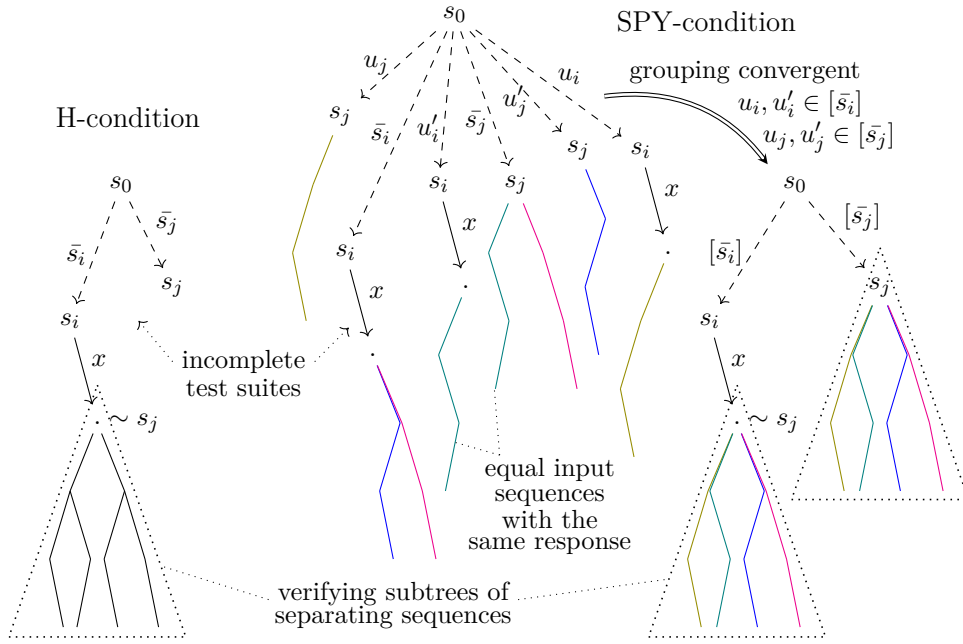 s₀
SPY-condition
grouping convergent
uᵢ, u′ᵢ ∈ [s̄ᵢ]
uⱼ, u′ⱼ ∈ [s̄ⱼ]
H-condition
uⱼ
s̄ᵢ
u′ᵢ
s̄ⱼ
u′ⱼ
uᵢ
sⱼ
sᵢ
sᵢ
sⱼ
sⱼ
sᵢ
x
x
x
s₀
s̄ᵢ
s̄ⱼ
sⱼ
sᵢ
x
· ∼ sⱼ
incomplete
test suites
equal input
sequences
with the
same response
s₀
[s̄ᵢ]
[s̄ⱼ]
sⱼ
sᵢ
x
· ∼ sⱼ
verifying subtrees of
separating sequences